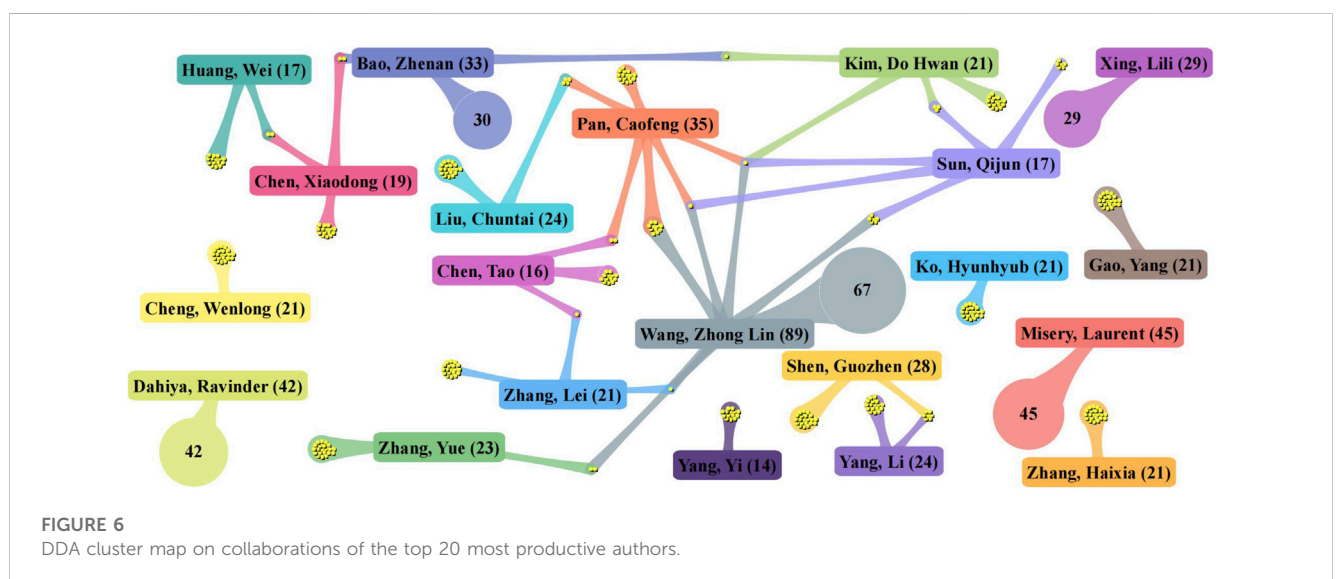 Huang, Wei (17)
Bao, Zhenan (33)
Kim, Do Hwan (21)
Xing, Lili (29)
30
Pan, Caofeng (35)
29
Chen, Xiaodong (19)
Sun, Qijun (17)
Liu, Chuntai (24)
Chen, Tao (16)
Ko, Hyunhyub (21)
Gao, Yang (21)
67
Cheng, Wenlong (21)
Wang, Zhong Lin (89)
Misery, Laurent (45)
Shen, Guozhen (28)
Dahiya, Ravinder (42)
Zhang, Lei (21)
45
42
Zhang, Yue (23)
Yang, Yi (14)
Yang, Li (24)
Zhang, Haixia (21)
FIGURE 6
DDA cluster map on collaborations of the top 20 most productive authors.